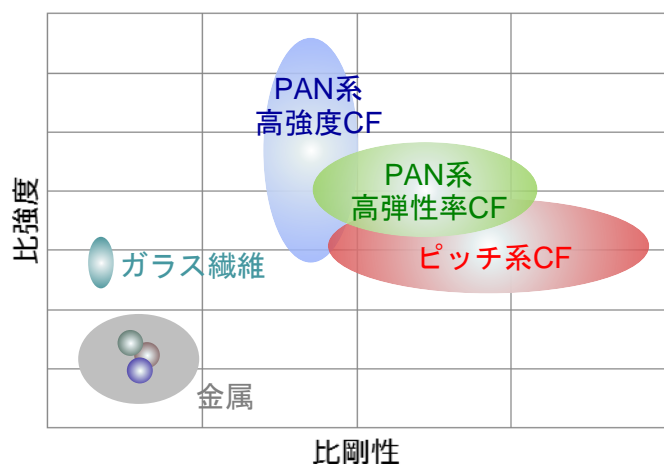 PAN系
高強度CF
PAN系
高弾性率CF
ピッチ系CF
ガラス繊維
金属
比強度
比剛性